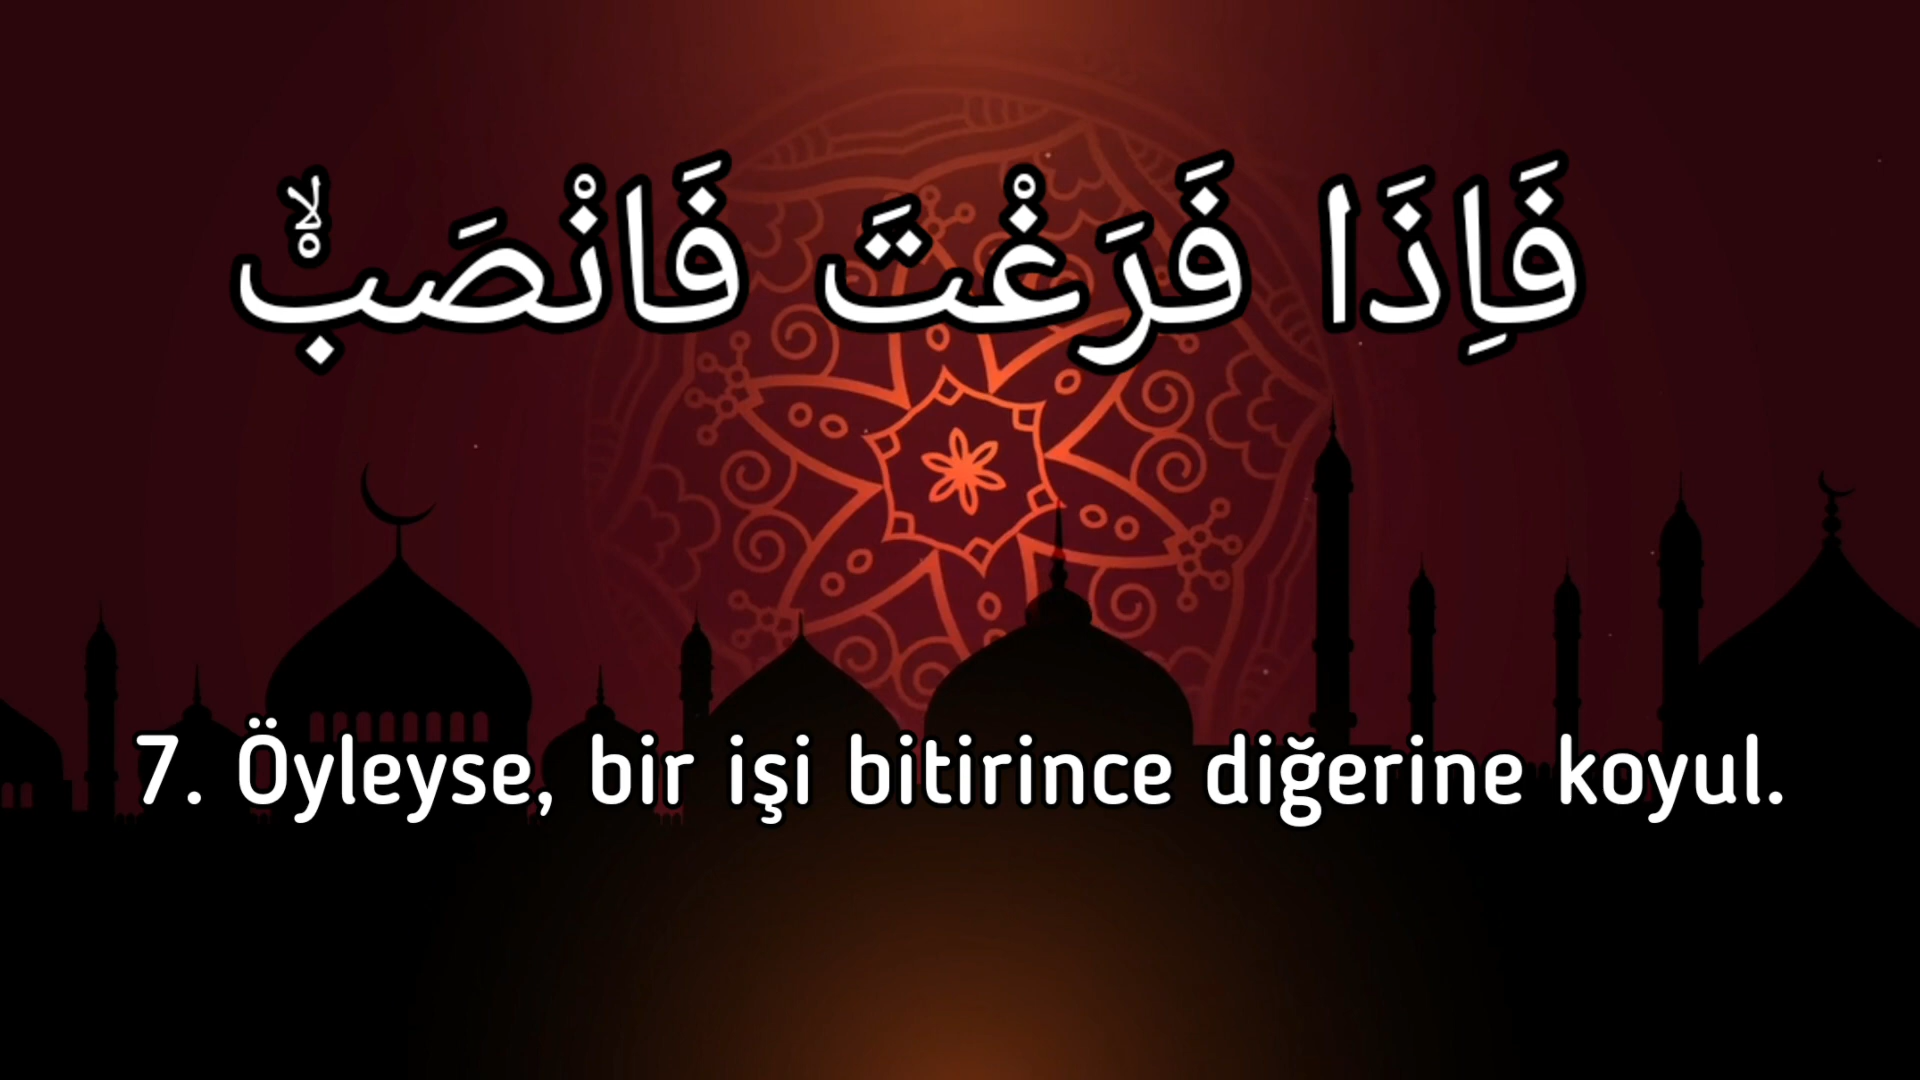 فَاِذَا فَرَغْتَ فَانْصَبْۙ
7. Öyleyse, bir işi bitirince diğerine koyul.